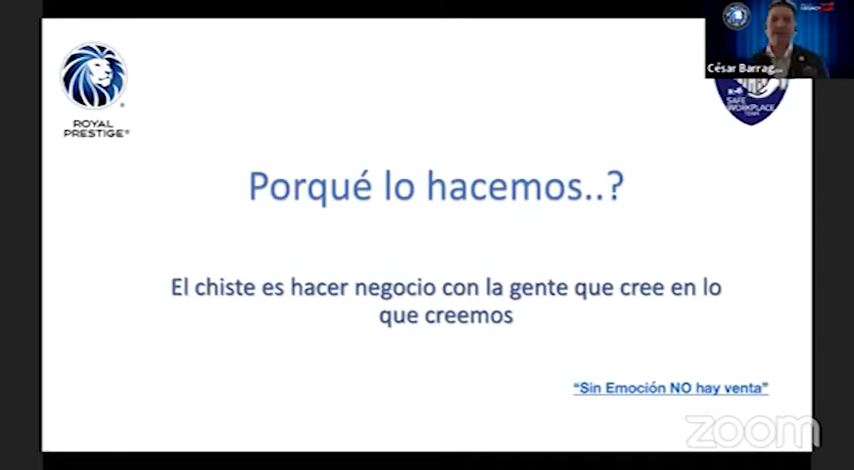 César Barrag...
ROYAL
PRESTIGE®
SAFE
WORKPLACE
Porqué lo hacemos..?
El chiste es hacer negocio con la gente que cree en lo
que creemos
“Sin Emoción NO hay venta”
zoom